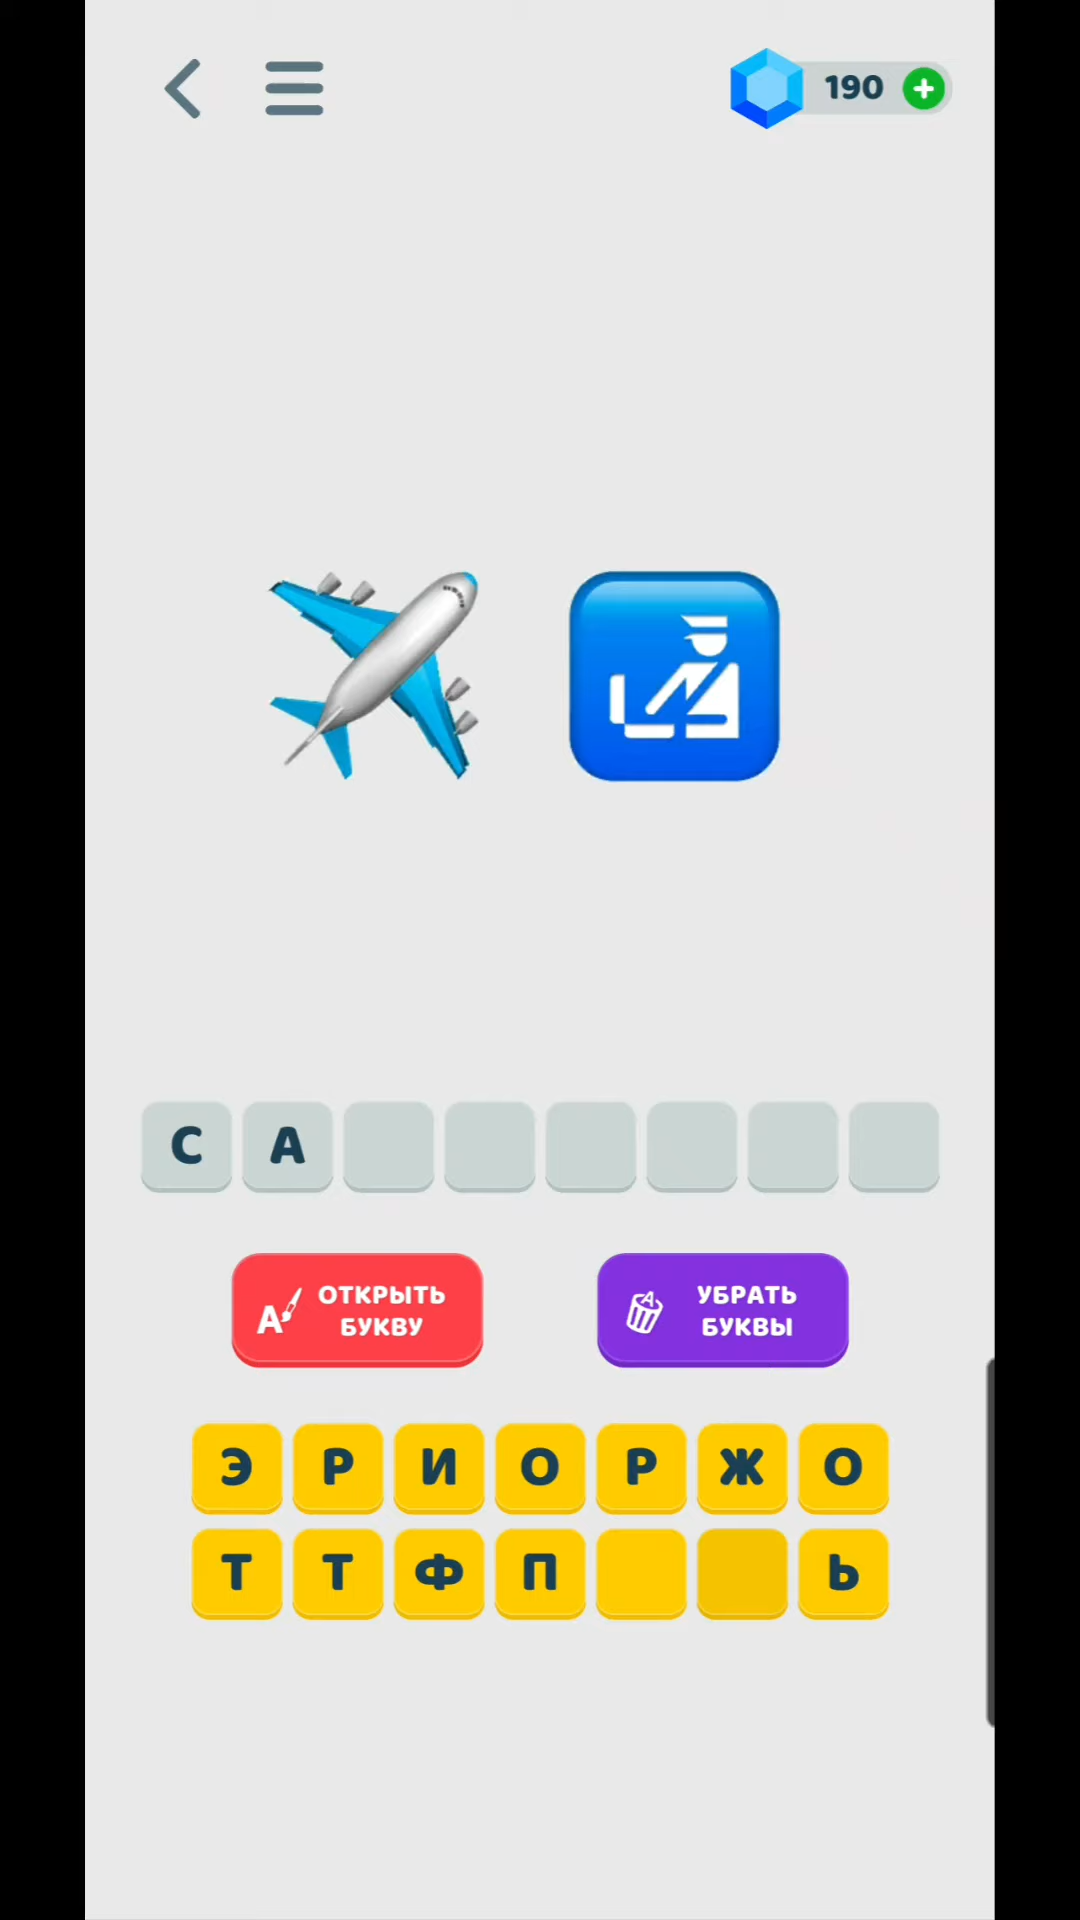 190
С А
ОТКРЫТЬ
БУКВУ
УБРАТЬ
БУКВЫ
Э Р И О Р Ж О
Т Т Ф П Ь